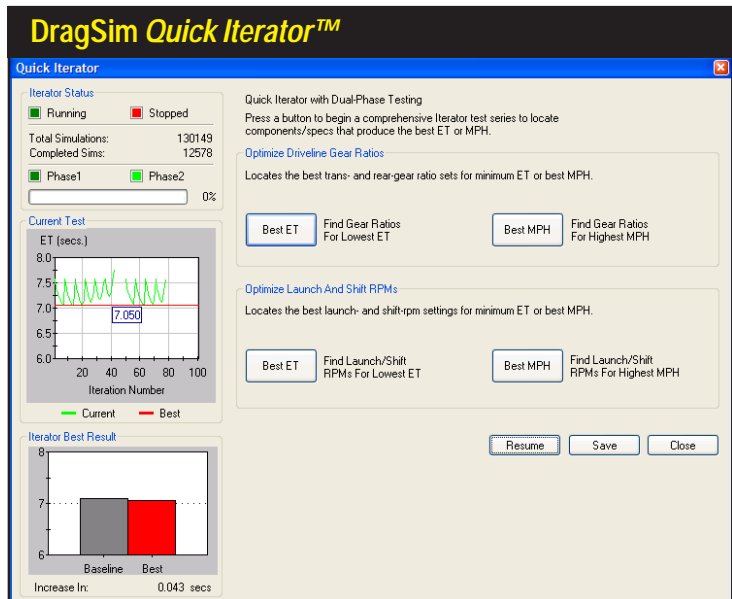 DragSim Quick Iterator™
Quick Iterator
Iterator Status
Running Stopped
Total Simulations: 130149
Completed Sims: 12578
Phase1 Phase2
0%
Current Test
ET (secs.)
8.0
7.5
7.0
6.5
6.0
7.050
20 40 60 80 100
Iteration Number
Current Best
Iterator Best Result
8
7
6
Baseline Best
Increase In: 0.043 secs
Quick Iterator with Dual-Phase Testing
Press a button to begin a comprehensive Iterator test series to locate
components/specs that produce the best ET or MPH.
Optimize Driveline Gear Ratios
Locates the best trans- and rear-gear ratio sets for minimum ET or best MPH.
Best ET
Find Gear Ratios
For Lowest ET
Best MPH
Find Gear Ratios
For Highest MPH
Optimize Launch And Shift RPMs
Locates the best launch- and shift-rpm settings for minimum ET or best MPH.
Best ET
Find Launch/Shift
RPMs For Lowest ET
Best MPH
Find Launch/Shift
RPMs For Highest MPH
Resume Save Close